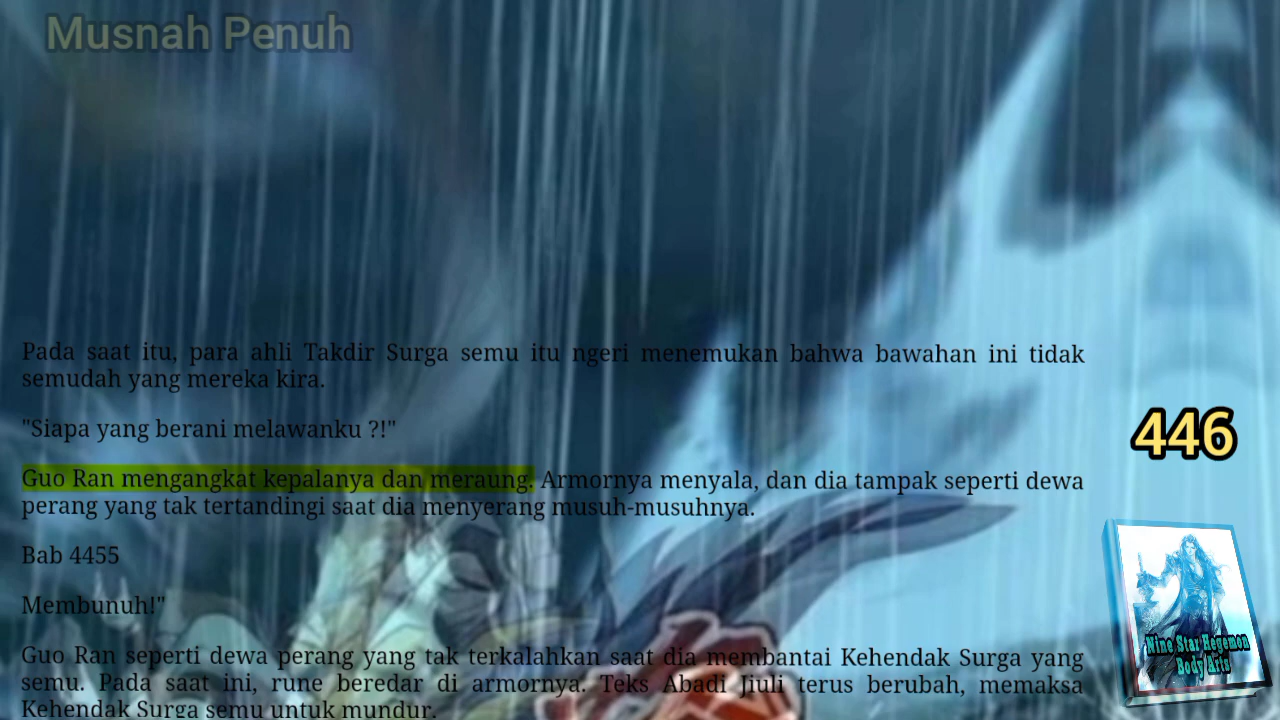 Musnah Penuh
Pada saat itu, para ahli Takdir Surga semu itu ngeri menemukan bahwa bawahan ini tidak
semudah yang mereka kira.
"Siapa yang berani melawanku ?!"
Guo Ran mengangkat kepalanya dan meraung. Armornya menyala, dan dia tampak seperti dewa
perang yang tak tertandingi saat dia menyerang musuh-musuhnya.
446
Bab 4455
Membunuh!"
Guo Ran seperti dewa perang yang tak terkalahkan saat dia membantai Kehendak Surga yang
semu. Pada saat ini, rune beredar di armornya. Teks Abadi Jiuli terus berubah, memaksa
Kehendak Surga semu untuk mundur.
Nine Star Hegemon
Body Arts